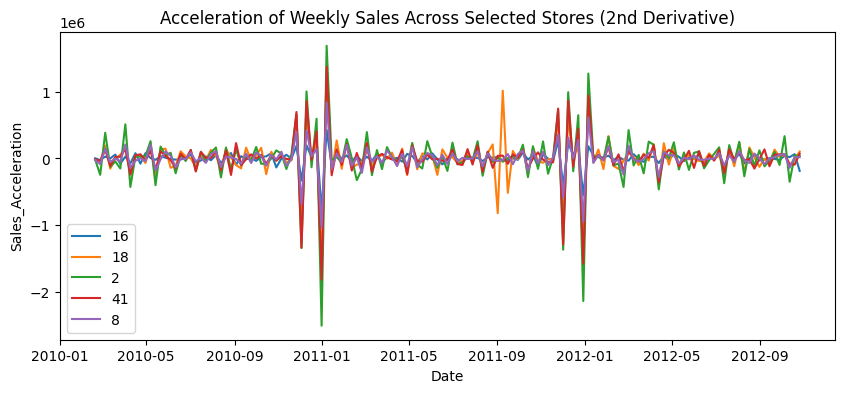 Acceleration of Weekly Sales Across Selected Stores (2nd Derivative)
1e6
Sales_Acceleration
1
0
−1
−2
16
18
2
41
8
2010-01 2010-05 2010-09 2011-01 2011-05 2011-09 2012-01 2012-05 2012-09
Date